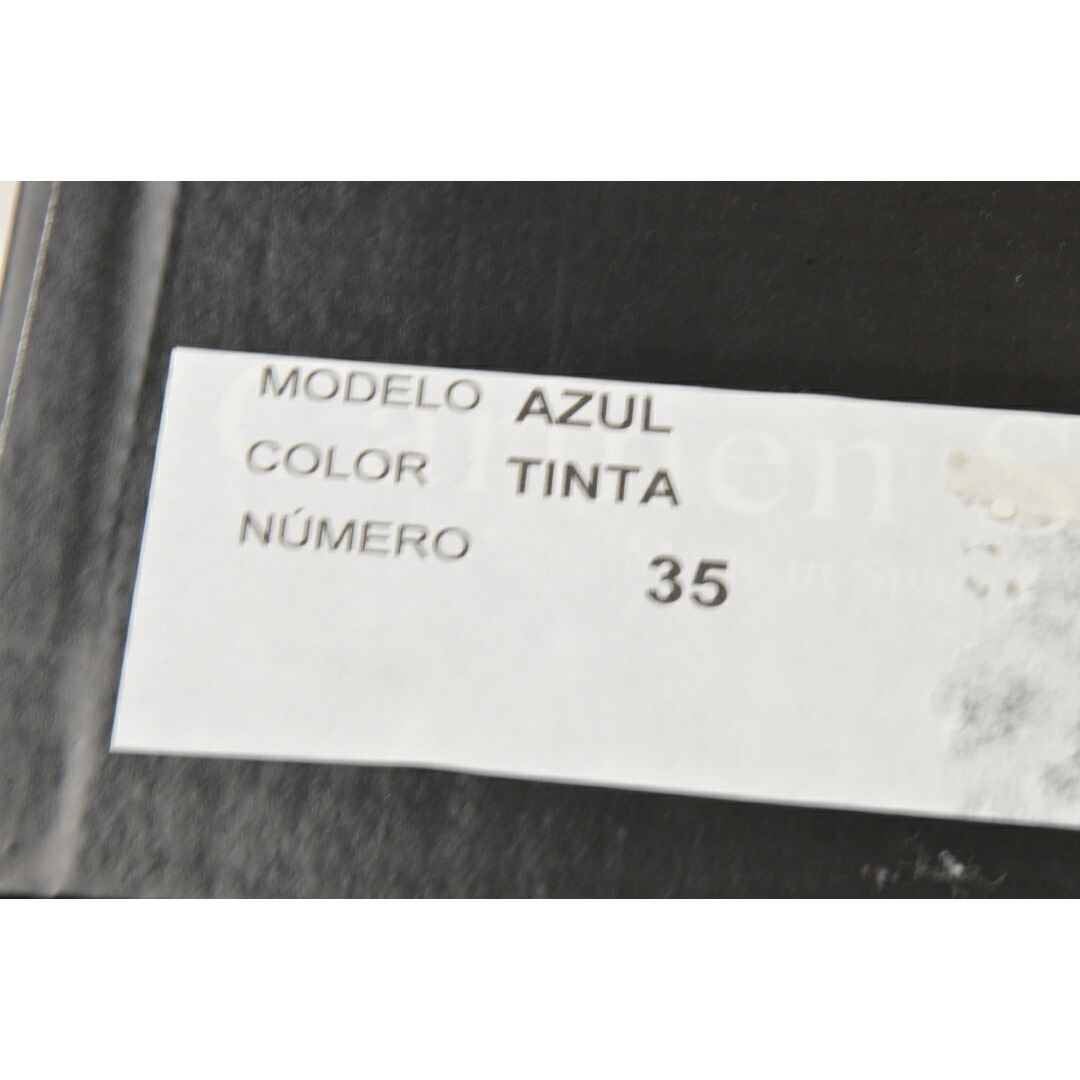 MODELO AZUL
COLOR TINTA
NÚMERO 35